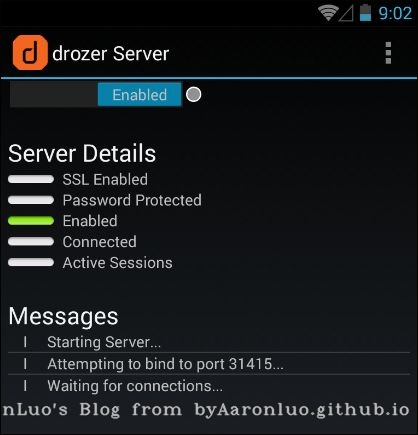 9:02
d drozer Server
Enabled
Server Details
SSL Enabled
Password Protected
Enabled
Connected
Active Sessions
Messages
I Starting Server...
I Attempting to bind to port 31415...
I Waiting for connections...
nLuo's Blog from byAaronluo.github.io